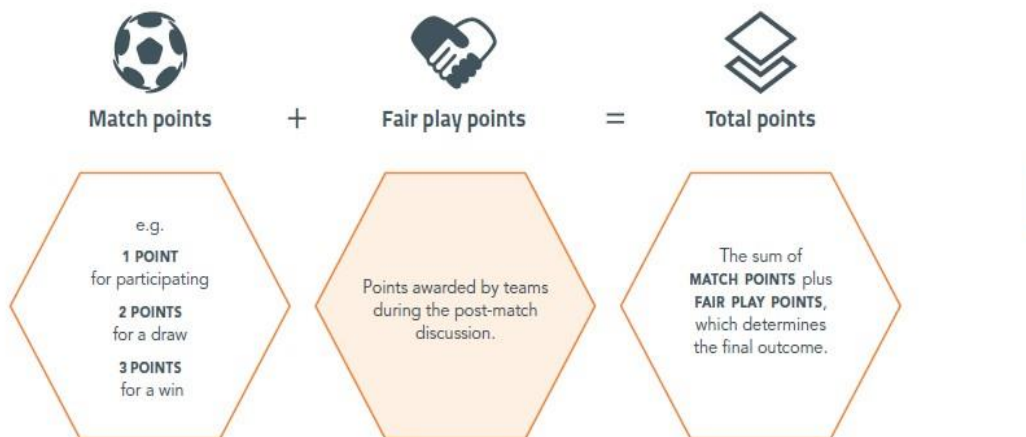 Match points
+
Fair play points
=
Total points
e.g.
1 POINT
for participating
2 POINTS
for a draw
3 POINTS
for a win
Points awarded by teams
during the post-match
discussion.
The sum of
MATCH POINTS plus
FAIR PLAY POINTS,
which determines
the final outcome.